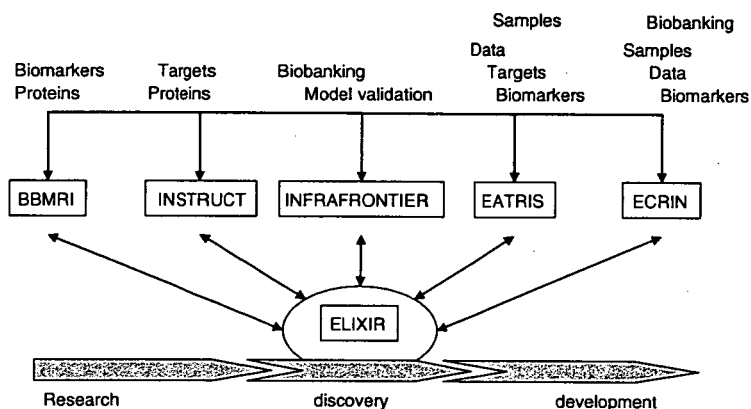 Samples
Biobanking
Data
Samples
Biomarkers
Targets
Biobanking
Targets
Data
Proteins
Proteins
Model validation
Biomarkers
Biomarkers
BBMRI
INSTRUCT
INFRAFRONTIER
EATRIS
ECRIN
ELIXIR
Research
discovery
development